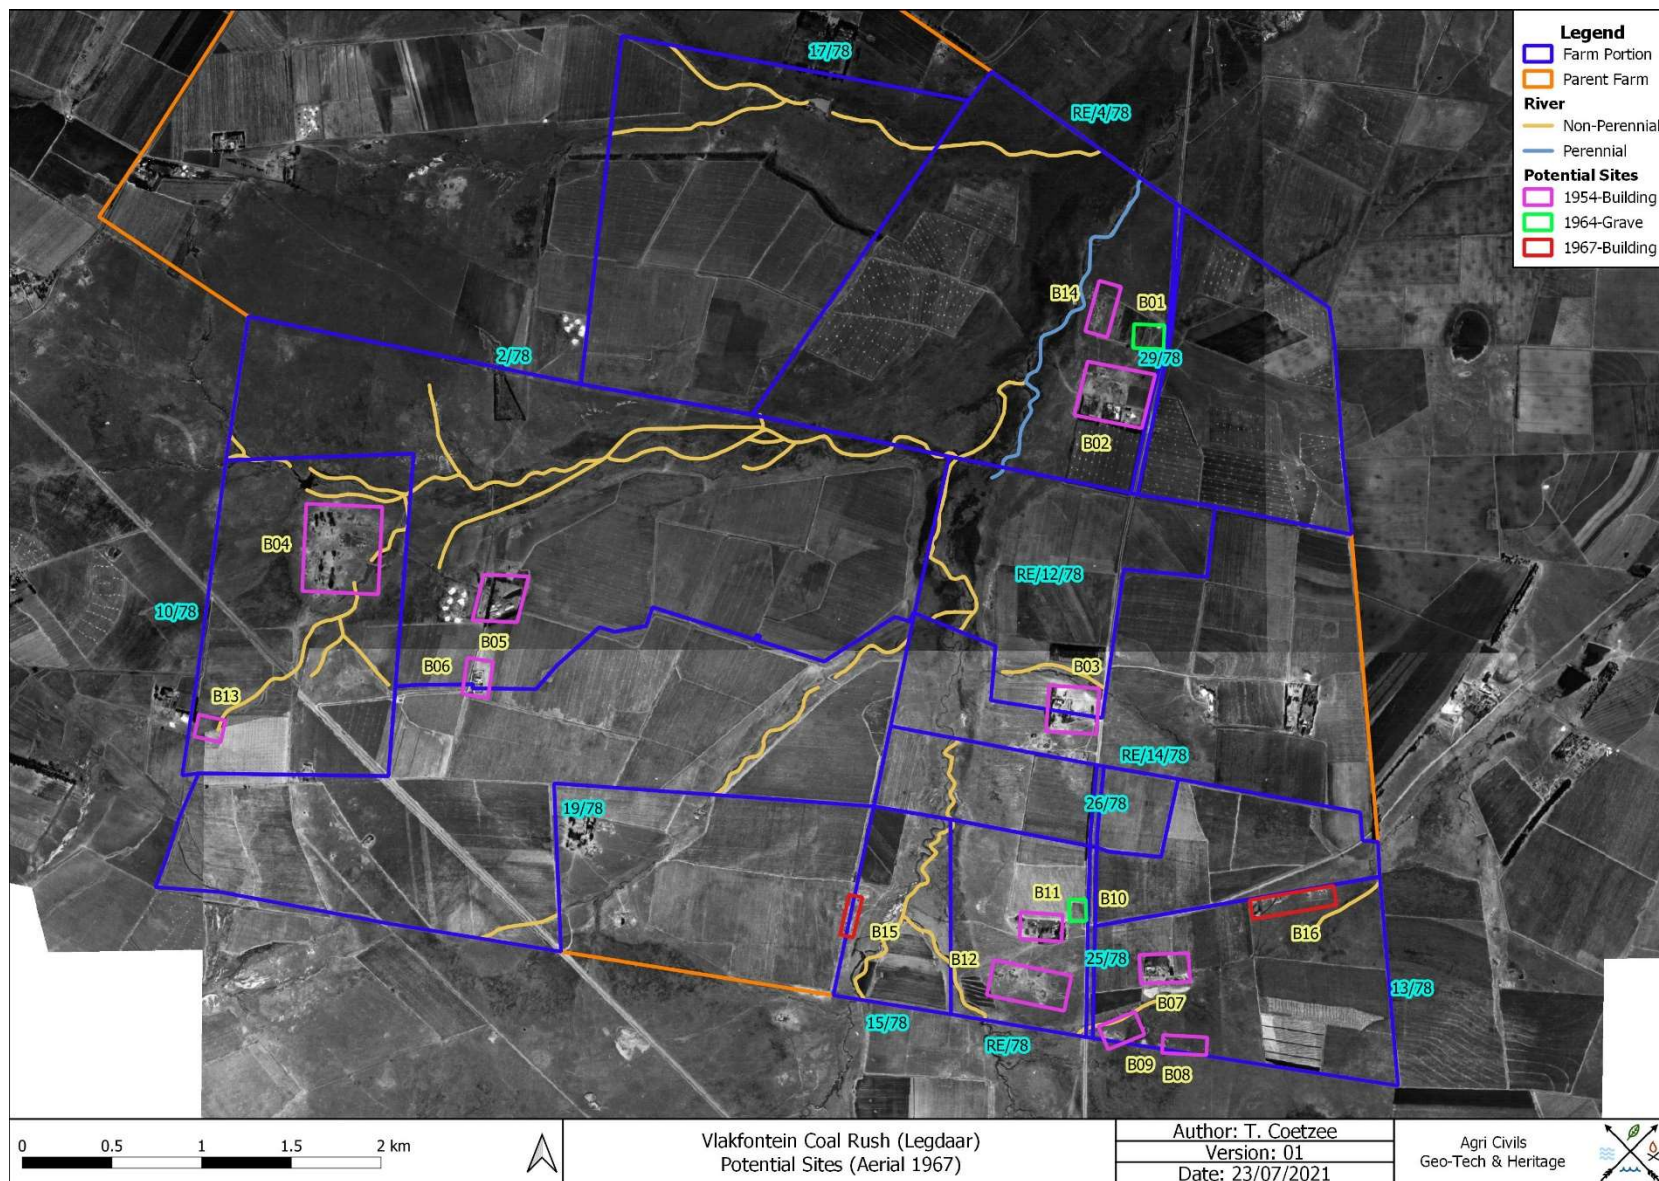 Legend
Farm Portion
Parent Farm
River
Non-Perennial
Perennial
Potential Sites
1954-Building
1964-Grave
1967-Building
17/78
RE/4/78
B14
B01
29/78
2/78
B02
B04
RE/12/78
10/78
B05
B06
B03
B13
RE/14/78
26/78
19/78
B11
B10
B15
B16
B12
25/78
13/78
B07
15/78
RE/78
B09
B08
0 0.5 1 1.5 2 km
Vlakfontein Coal Rush (Legdaar)
Potential Sites (Aerial 1967)
Author: T. Coetzee
Version: 01
Date: 23/07/2021
Agri Civils
Geo-Tech & Heritage